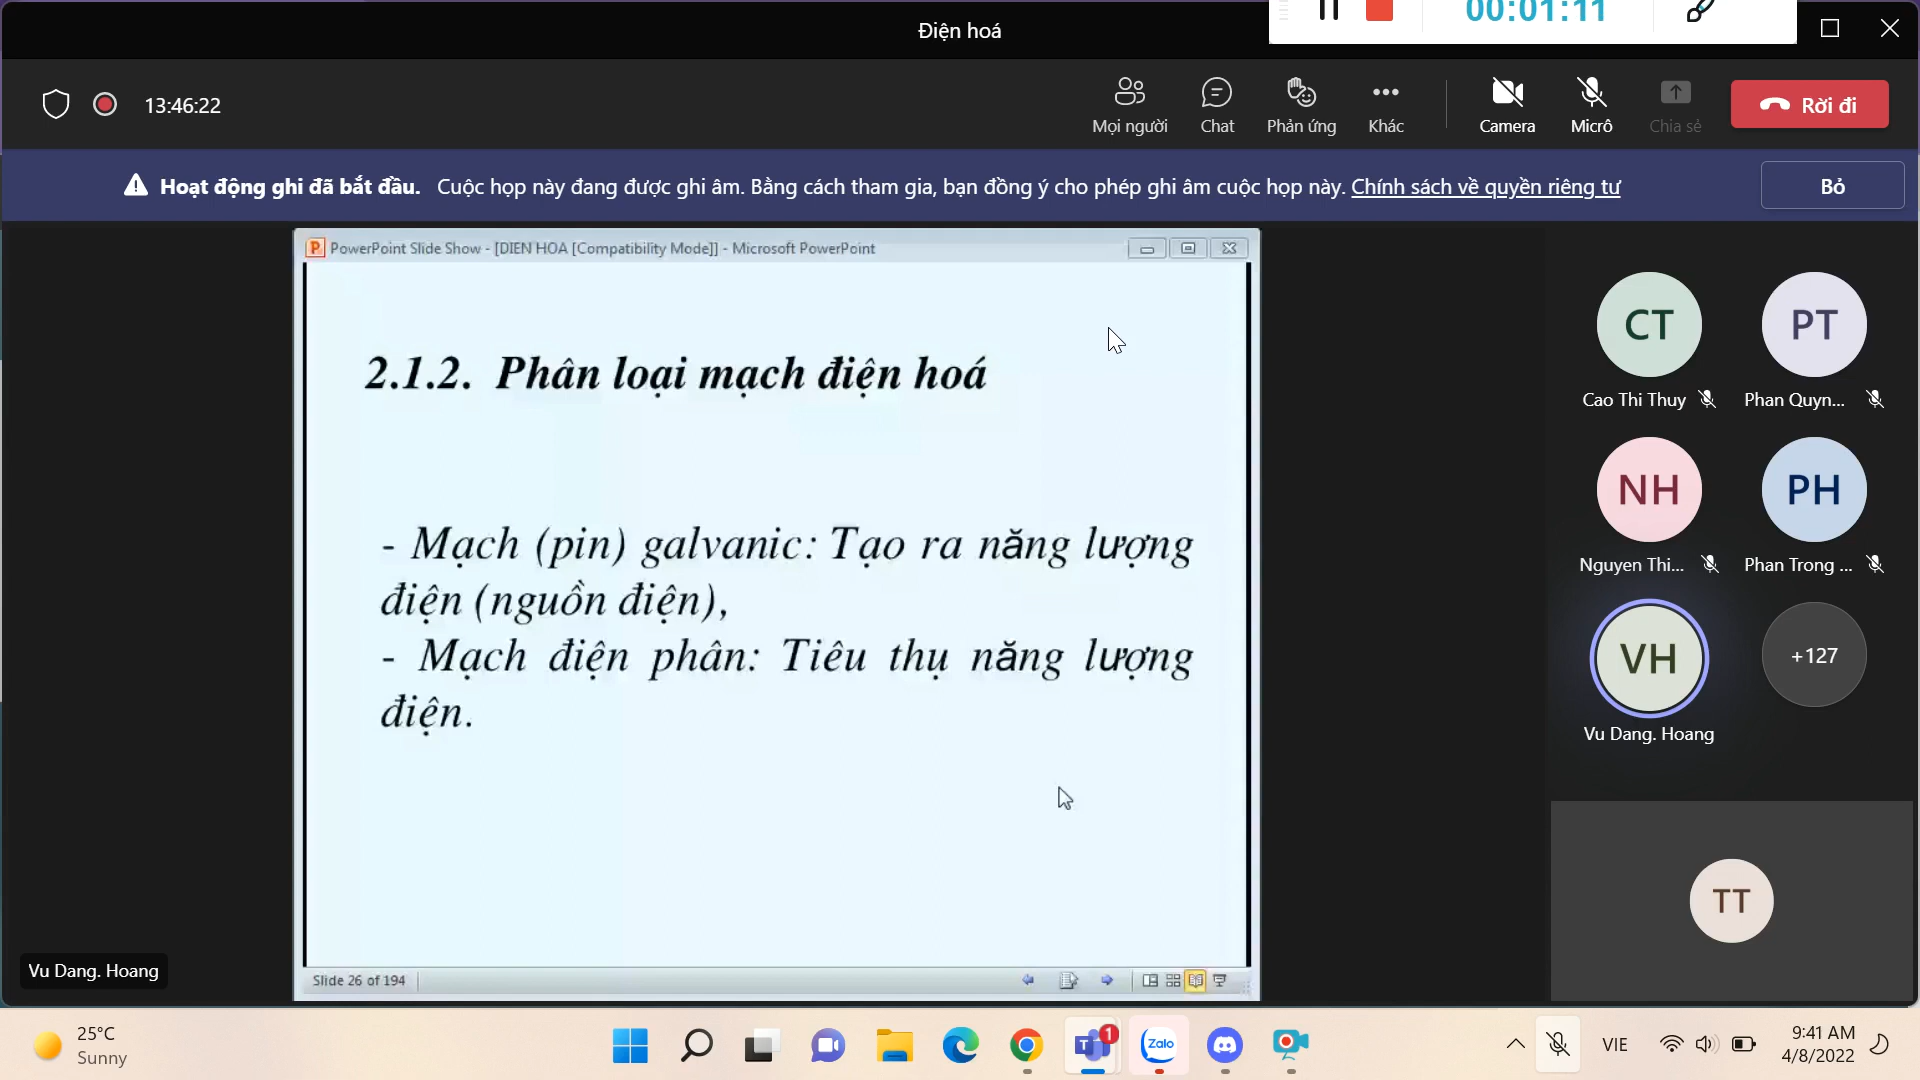 Điện hoá
00:01:11
13:46:22
Mọi người
Chat
Phản ứng
Khác
Camera
Micrô
Chia sẻ
Rời đi
Hoạt động ghi đã bắt đầu. Cuộc họp này đang được ghi âm. Bằng cách tham gia, bạn đồng ý cho phép ghi âm cuộc họp này. Chính sách về quyền riêng tư
Bỏ
PowerPoint Slide Show - [DIEN HOA [Compatibility Mode]] - Microsoft PowerPoint
2.1.2. Phân loại mạch điện hoá
- Mạch (pin) galvanic: Tạo ra năng lượng
điện (nguồn điện),
- Mạch điện phân: Tiêu thụ năng lượng
điện.
Slide 26 of 194
Vu Dang. Hoang
CT
PT
Cao Thi Thuy
Phan Quyn...
NH
PH
Nguyen Thi...
Phan Trong ...
VH
+127
Vu Dang. Hoang
TT
25°C
Sunny
1
Zalo
VIE
9:41 AM
4/8/2022